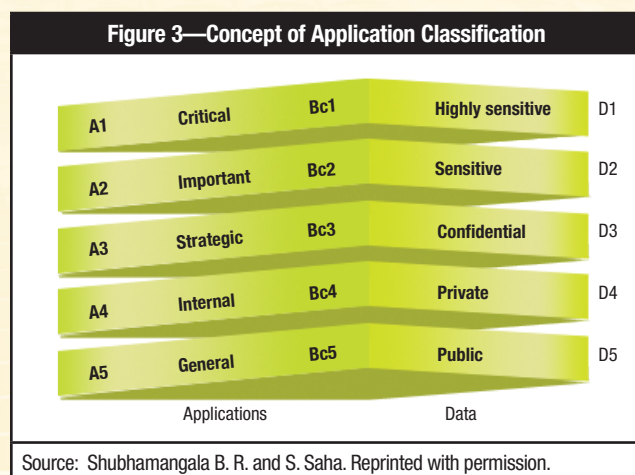 Figure 3—Concept of Application Classification
A1 Critical Bc1 Highly sensitive D1
A2 Important Bc2 Sensitive D2
A3 Strategic Bc3 Confidential D3
A4 Internal Bc4 Private D4
A5 General Bc5 Public D5
Applications Data
Source: Shubhamangala B. R. and S. Saha. Reprinted with permission.